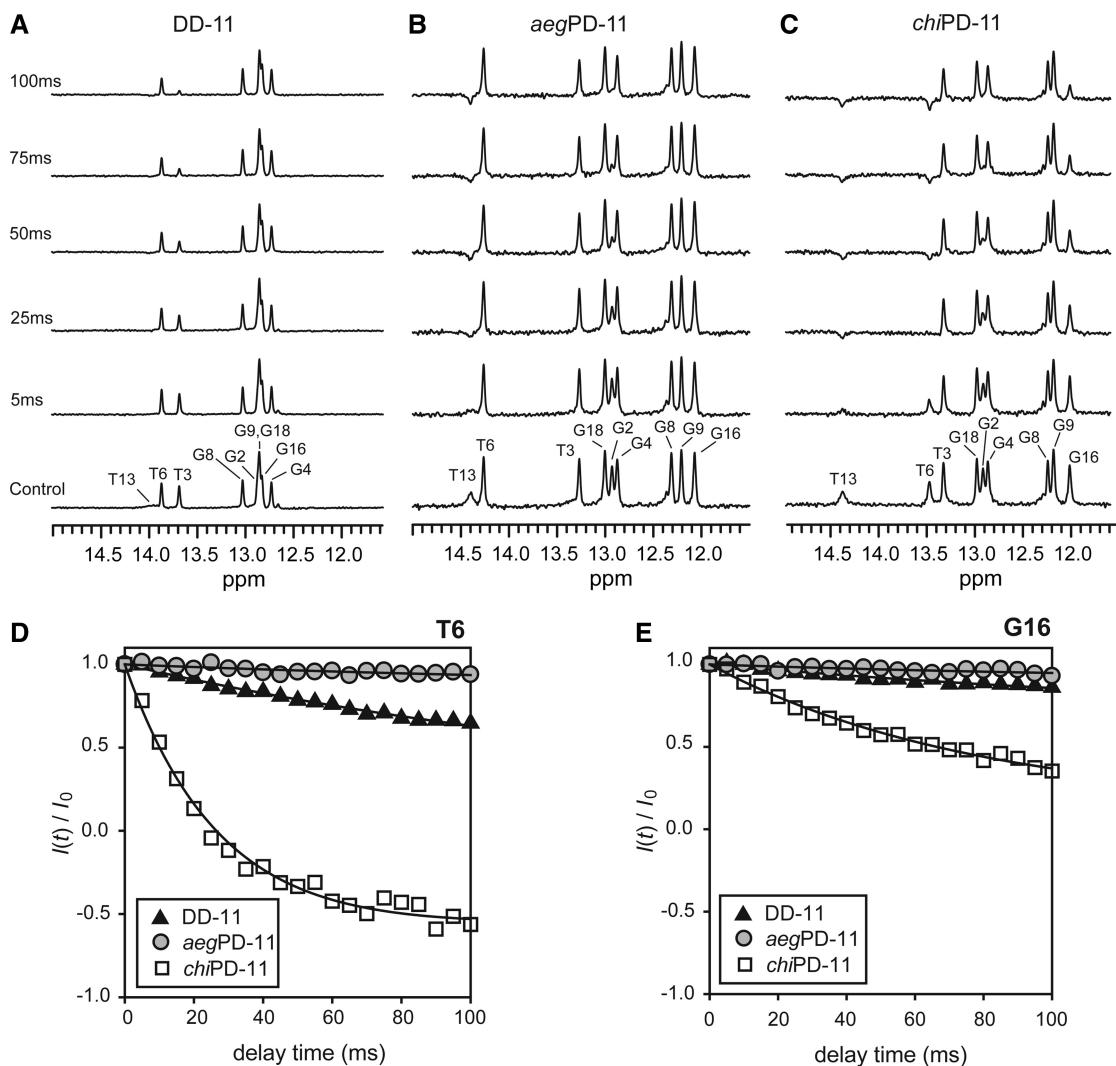 A DD-11
B aegPD-11
C chiPD-11
100ms
75ms
50ms
25ms
5ms
Control
T13 T6 T3 G8 G2 G9,G18 G16 G4
T13 T6 T3 G18 G2 G4 G8 G9 G16
T13 T6 T3 G18 G2 G4 G8 G9 G16
14.5 14.0 13.5 13.0 12.5 12.0
ppm
14.5 14.0 13.5 13.0 12.5 12.0
ppm
14.5 14.0 13.5 13.0 12.5 12.0
ppm
D T6
I(t) / I0
1.0
0.5
0.0
-0.5
-1.0
DD-11
aegPD-11
chiPD-11
0 20 40 60 80 100
delay time (ms)
E G16
I(t) / I0
1.0
0.5
0.0
-0.5
-1.0
DD-11
aegPD-11
chiPD-11
0 20 40 60 80 100
delay time (ms)